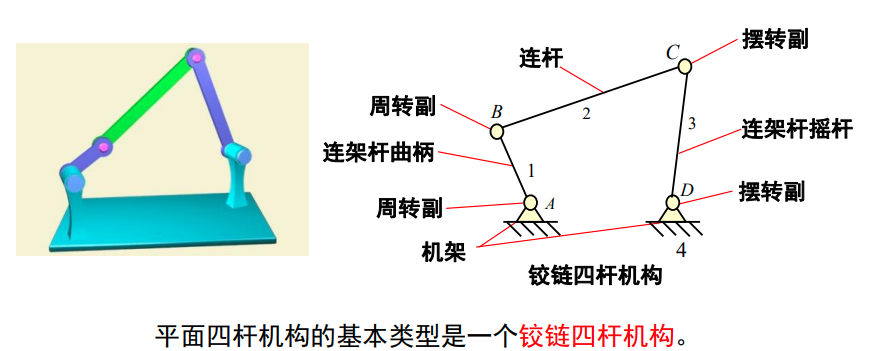 连杆
C
摆转副
周转副
B
2
3
连架杆摇杆
连架杆曲柄
1
D
摆转副
周转副
A
机架
4
铰链四杆机构
平面四杆机构的基本类型是一个铰链四杆机构。